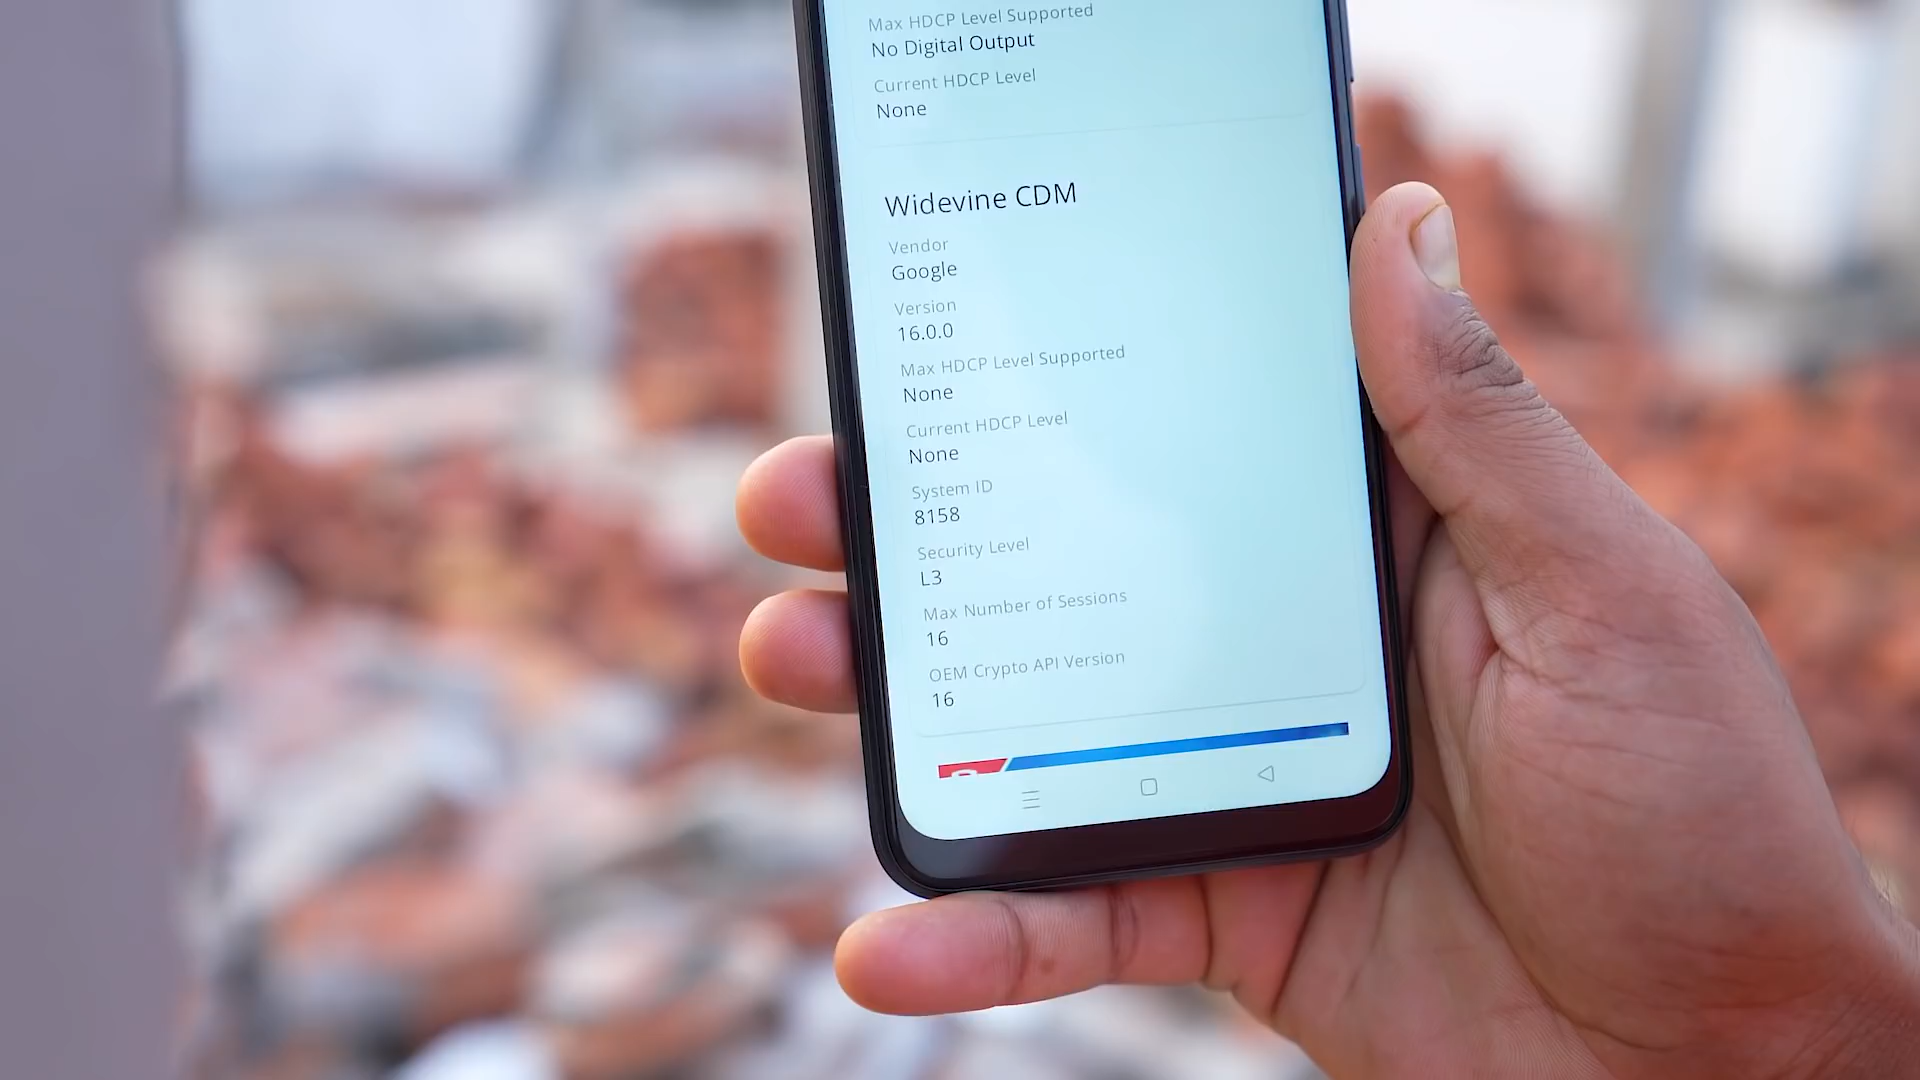 Max HDCP Level Supported
No Digital Output
Current HDCP Level
None
Widevine CDM
Vendor
Google
Version
16.0.0
Max HDCP Level Supported
None
Current HDCP Level
None
System ID
8158
Security Level
L3
Max Number of Sessions
16
OEM Crypto API Version
16